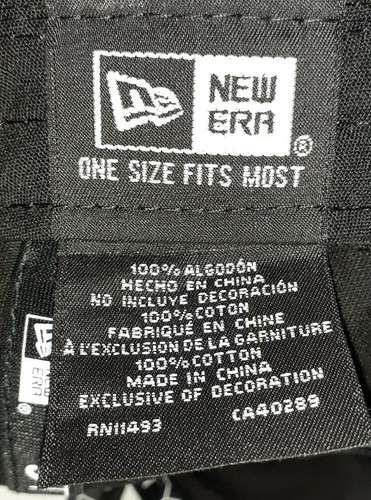 NEW
ERA
®
ONE SIZE FITS MOST
100% ALGODÓN
HECHO EN CHINA
NO INCLUYE DECORACIÓN
100% COTON
FABRIQUÉ EN CHINE
À L'EXCLUSION DE LA GARNITURE
100% COTTON
MADE IN CHINA
EXCLUSIVE OF DECORATION
RN11493 CA40289
ERA
®